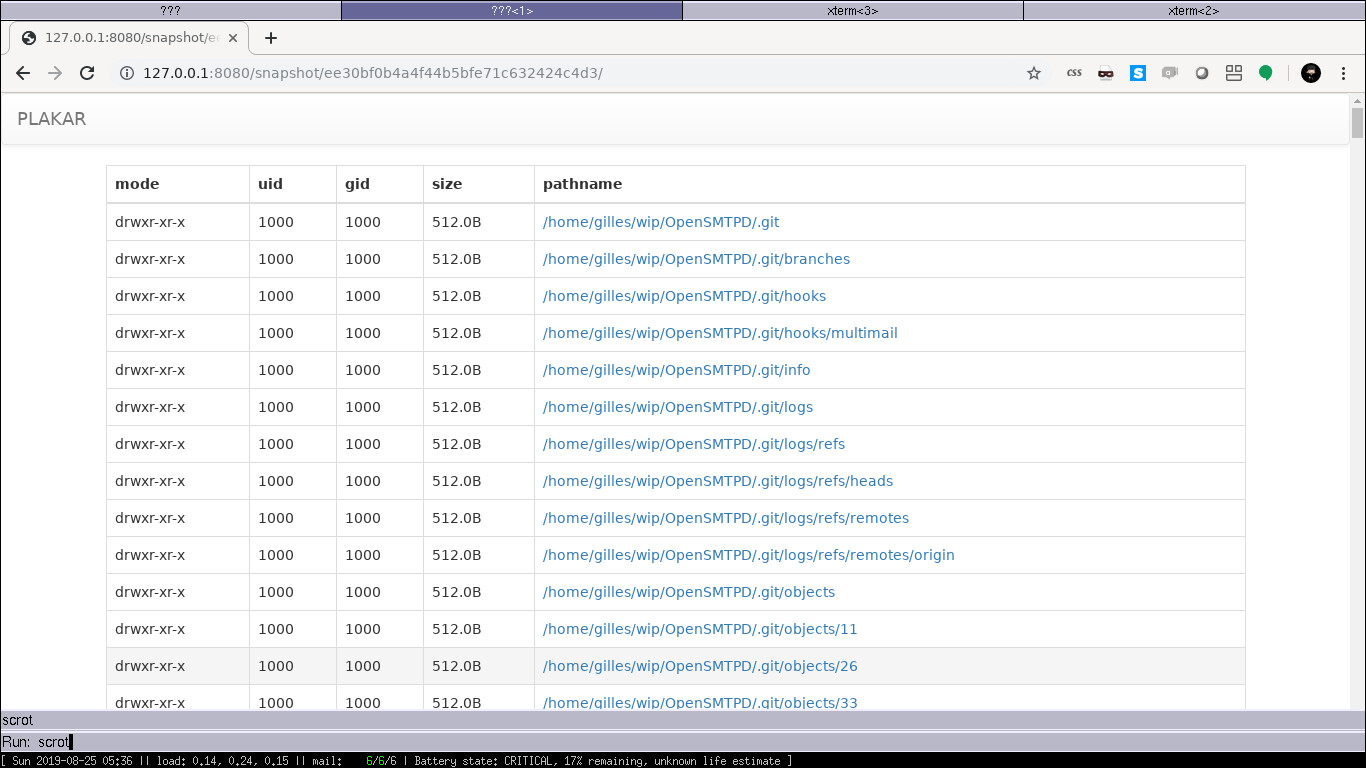 ??? ???<1> xterm<3> xterm<2>
127.0.0.1:8080/snapshot/ee
127.0.0.1:8080/snapshot/ee30bf0b4a4f44b5bfe71c632424c4d3/ css S
PLAKAR
mode uid gid size pathname
drwxr-xr-x 1000 1000 512.0B /home/gilles/wip/OpenSMTPD/.git
drwxr-xr-x 1000 1000 512.0B /home/gilles/wip/OpenSMTPD/.git/branches
drwxr-xr-x 1000 1000 512.0B /home/gilles/wip/OpenSMTPD/.git/hooks
drwxr-xr-x 1000 1000 512.0B /home/gilles/wip/OpenSMTPD/.git/hooks/multimail
drwxr-xr-x 1000 1000 512.0B /home/gilles/wip/OpenSMTPD/.git/info
drwxr-xr-x 1000 1000 512.0B /home/gilles/wip/OpenSMTPD/.git/logs
drwxr-xr-x 1000 1000 512.0B /home/gilles/wip/OpenSMTPD/.git/logs/refs
drwxr-xr-x 1000 1000 512.0B /home/gilles/wip/OpenSMTPD/.git/logs/refs/heads
drwxr-xr-x 1000 1000 512.0B /home/gilles/wip/OpenSMTPD/.git/logs/refs/remotes
drwxr-xr-x 1000 1000 512.0B /home/gilles/wip/OpenSMTPD/.git/logs/refs/remotes/origin
drwxr-xr-x 1000 1000 512.0B /home/gilles/wip/OpenSMTPD/.git/objects
drwxr-xr-x 1000 1000 512.0B /home/gilles/wip/OpenSMTPD/.git/objects/11
drwxr-xr-x 1000 1000 512.0B /home/gilles/wip/OpenSMTPD/.git/objects/26
drwxr-xr-x 1000 1000 512.0B /home/gilles/wip/OpenSMTPD/.git/objects/33
scrot
Run: scrot
[ Sun 2019-08-25 05:36 || load: 0.14, 0.24, 0.15 || mail: 6/6/6 | Battery state: CRITICAL, 17% remaining, unknown life estimate ]